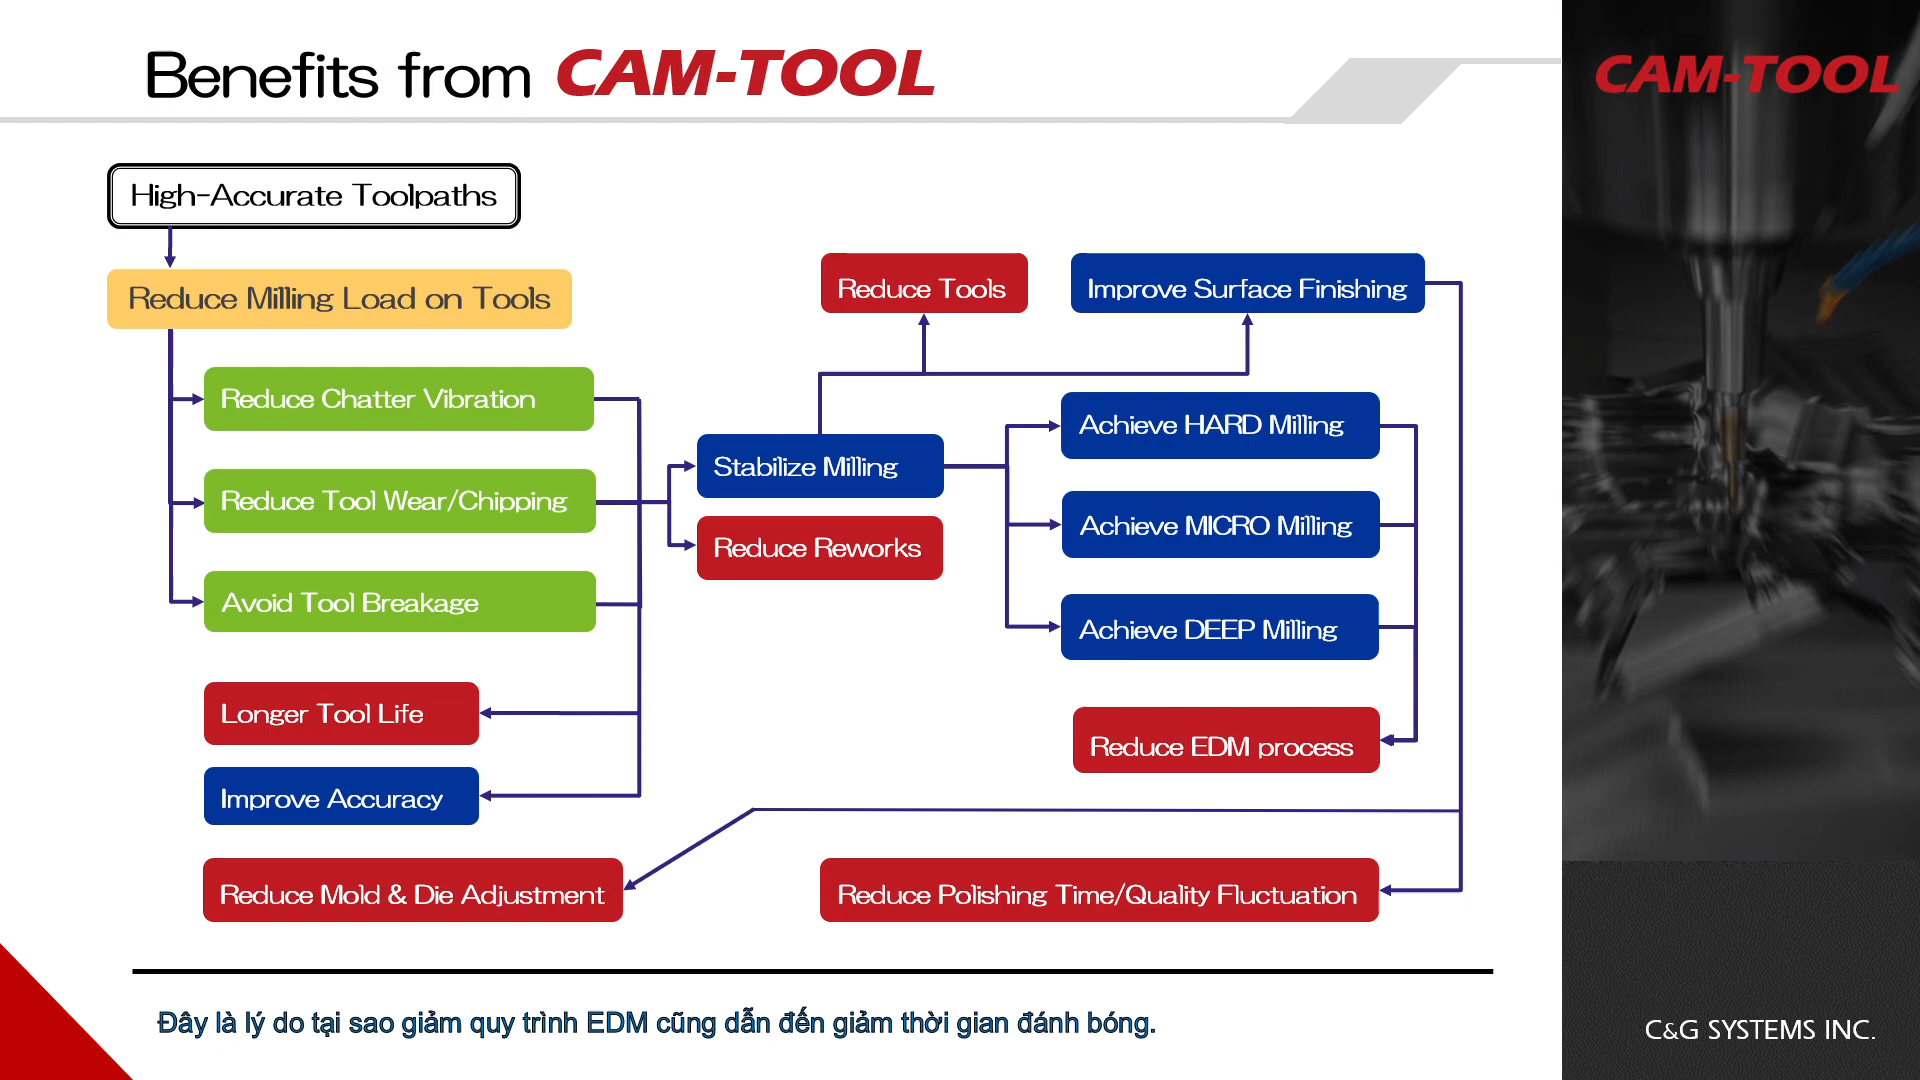 Benefits from CAM-TOOL
CAM-TOOL
High-Accurate Toolpaths
Reduce Milling Load on Tools
Reduce Chatter Vibration
Reduce Tool Wear/Chipping
Avoid Tool Breakage
Longer Tool Life
Improve Accuracy
Reduce Mold & Die Adjustment
Stabilize Milling
Reduce Reworks
Reduce Tools
Improve Surface Finishing
Achieve HARD Milling
Achieve MICRO Milling
Achieve DEEP Milling
Reduce EDM process
Reduce Polishing Time/Quality Fluctuation
Đây là lý do tại sao giảm quy trình EDM cũng dẫn đến giảm thời gian đánh bóng.
C&G SYSTEMS INC.